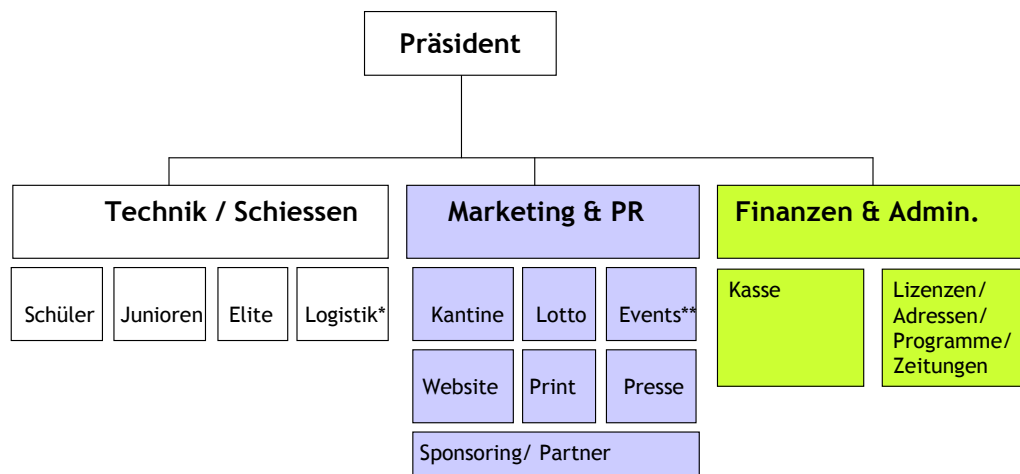 Präsident
Technik / Schiessen
Marketing & PR
Finanzen & Admin.
Schüler
Junioren
Elite
Logistik*
Kantine
Lotto
Events**
Kasse
Lizenzen/
Adressen/
Programme/
Zeitungen
Website
Print
Presse
Sponsoring/ Partner